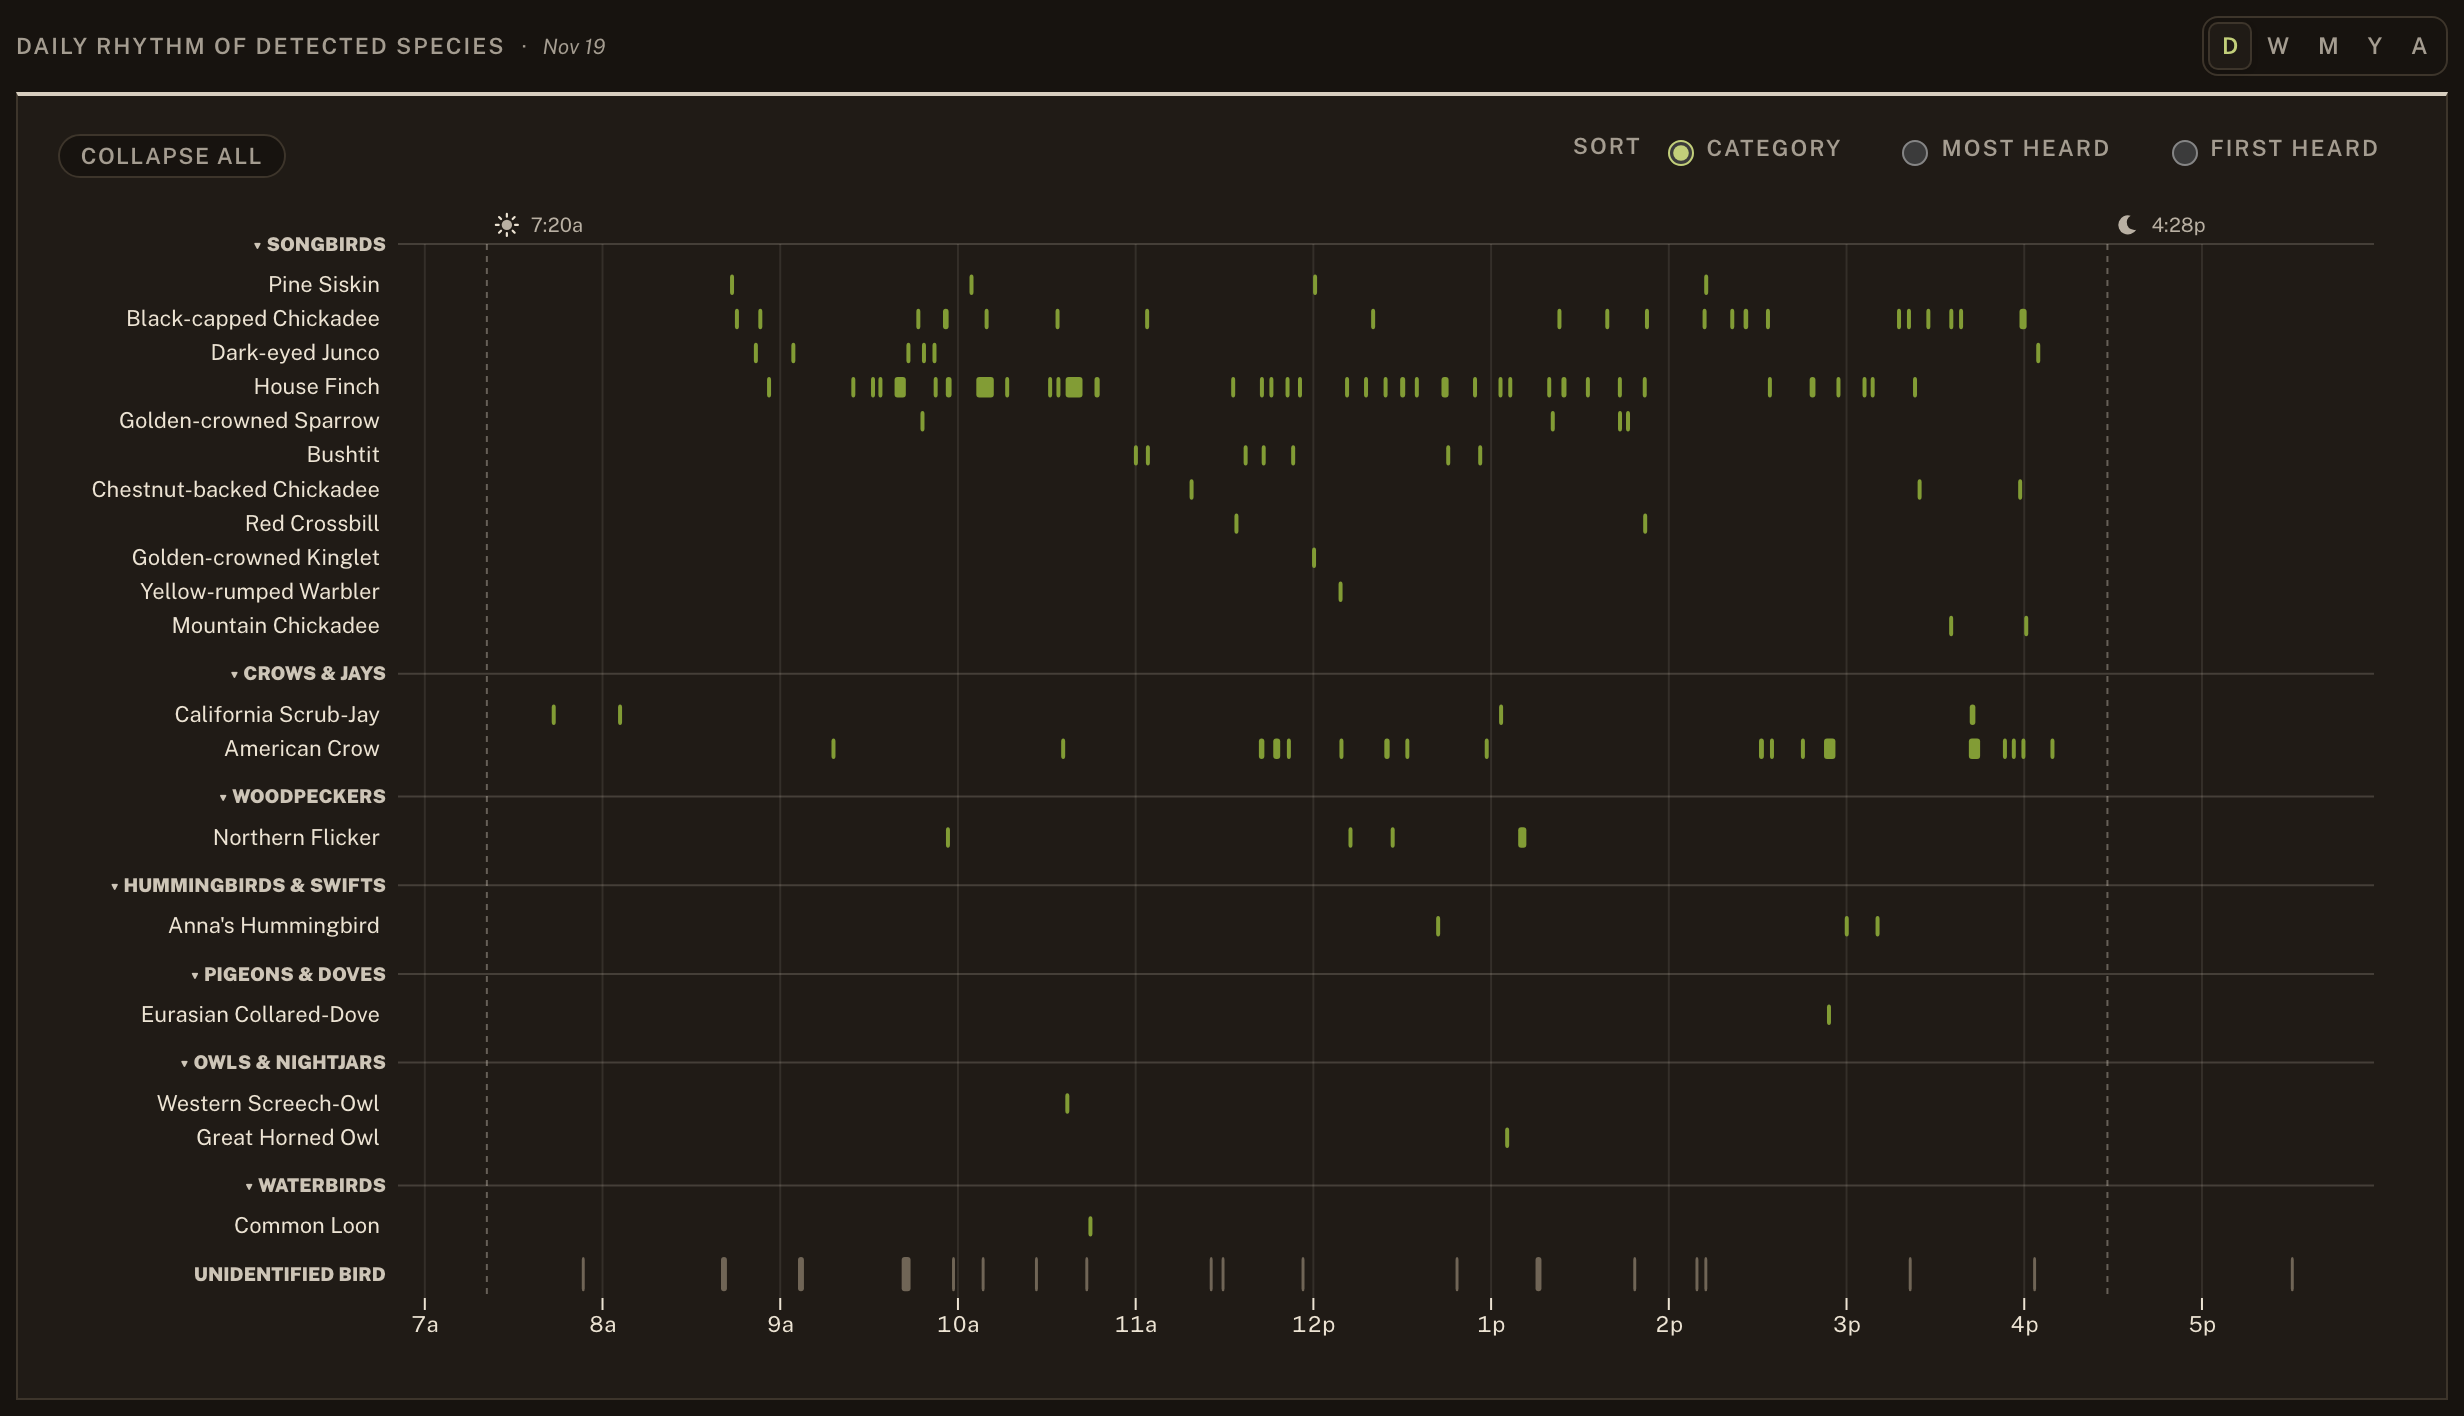 DAILY RHYTHM OF DETECTED SPECIES · Nov 19
D W M Y A
COLLAPSE ALL
SORT CATEGORY MOST HEARD FIRST HEARD
7:20a 4:28p
▾ SONGBIRDS
Pine Siskin
Black-capped Chickadee
Dark-eyed Junco
House Finch
Golden-crowned Sparrow
Bushtit
Chestnut-backed Chickadee
Red Crossbill
Golden-crowned Kinglet
Yellow-rumped Warbler
Mountain Chickadee
▾ CROWS & JAYS
California Scrub-Jay
American Crow
▾ WOODPECKERS
Northern Flicker
▾ HUMMINGBIRDS & SWIFTS
Anna's Hummingbird
▾ PIGEONS & DOVES
Eurasian Collared-Dove
▾ OWLS & NIGHTJARS
Western Screech-Owl
Great Horned Owl
▾ WATERBIRDS
Common Loon
UNIDENTIFIED BIRD
7a 8a 9a 10a 11a 12p 1p 2p 3p 4p 5p